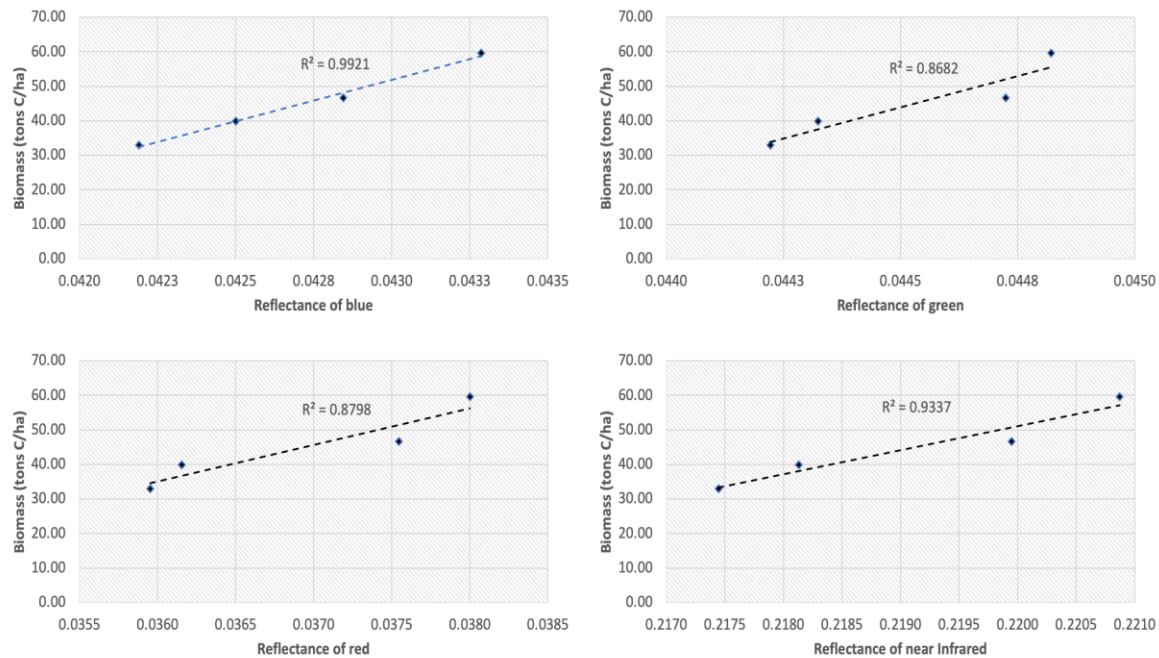 70.00
60.00
50.00
40.00
30.00
20.00
10.00
0.00
Biomass (tons C/ha)
R² = 0.9921
0.0420 0.0423 0.0425 0.0428 0.0430 0.0433 0.0435
Reflectance of blue
70.00
60.00
50.00
40.00
30.00
20.00
10.00
0.00
Biomass (tons C/ha)
R² = 0.8682
0.0440 0.0443 0.0445 0.0448 0.0450
Reflectance of green
70.00
60.00
50.00
40.00
30.00
20.00
10.00
0.00
Biomass (tons C/ha)
R² = 0.8798
0.0355 0.0360 0.0365 0.0370 0.0375 0.0380 0.0385
Reflectance of red
70.00
60.00
50.00
40.00
30.00
20.00
10.00
0.00
Biomass (tons C/ha)
R² = 0.9337
0.2170 0.2175 0.2180 0.2185 0.2190 0.2195 0.2200 0.2205 0.2210
Reflectance of near Infrared